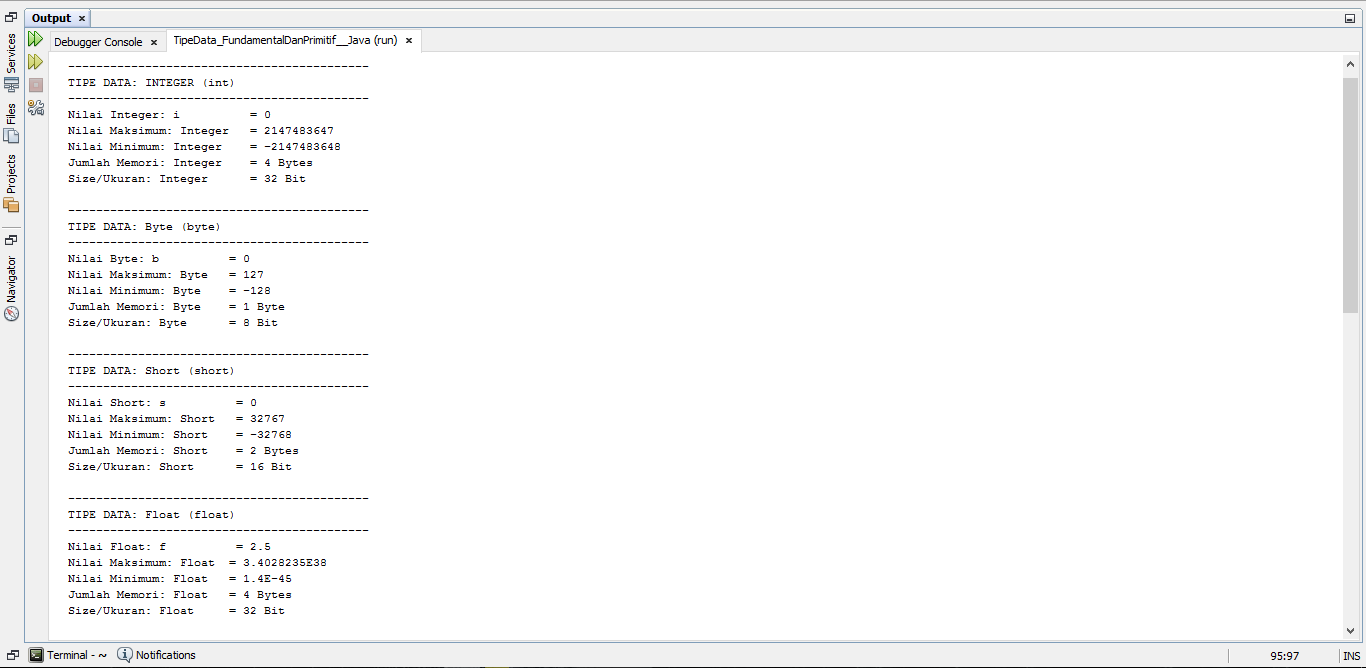 Output ×
Services
Files
Projects
Navigator
Debugger Console ×
TipeData_FundamentalDanPrimitif__Java (run) ×
-------------------------------------------
TIPE DATA: INTEGER (int)
-------------------------------------------
Nilai Integer: i          = 0
Nilai Maksimum: Integer   = 2147483647
Nilai Minimum: Integer    = -2147483648
Jumlah Memori: Integer    = 4 Bytes
Size/Ukuran: Integer      = 32 Bit
-------------------------------------------
TIPE DATA: Byte (byte)
-------------------------------------------
Nilai Byte: b          = 0
Nilai Maksimum: Byte   = 127
Nilai Minimum: Byte    = -128
Jumlah Memori: Byte    = 1 Byte
Size/Ukuran: Byte      = 8 Bit
-------------------------------------------
TIPE DATA: Short (short)
-------------------------------------------
Nilai Short: s          = 0
Nilai Maksimum: Short   = 32767
Nilai Minimum: Short    = -32768
Jumlah Memori: Short    = 2 Bytes
Size/Ukuran: Short      = 16 Bit
-------------------------------------------
TIPE DATA: Float (float)
-------------------------------------------
Nilai Float: f          = 2.5
Nilai Maksimum: Float  = 3.4028235E38
Nilai Minimum: Float   = 1.4E-45
Jumlah Memori: Float   = 4 Bytes
Size/Ukuran: Float     = 32 Bit
Terminal - ~
Notifications
95:97
INS